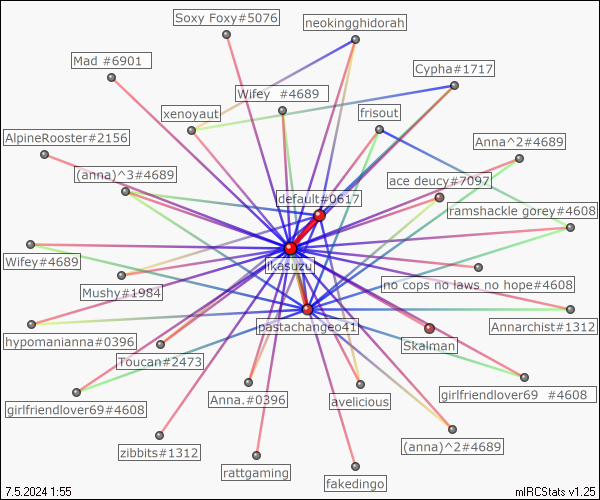 Soxy Foxy#5076
neokingghidorah
Mad  #6901
Cypha#1717
Wifey  #4689
xenoyaut
frisout
AlpineRooster#2156
Anna^2#4689
(anna)^3#4689
ace deucy#7097
default#0617
ramshackle gorey#4608
Wifey#4689
ikasuzu
no cops no laws no hope#4608
Mushy#1984
hypomanianna#0396
pastachangeo41
Annarchist#1312
Skalman
Toucan#2473
girlfriendlover69#4608
Anna.#0396
avelicious
girlfriendlover69  #4608
zibbits#1312
(anna)^2#4689
rattgaming
fakedingo
7.5.2024 1:55
mIRCStats v1.25